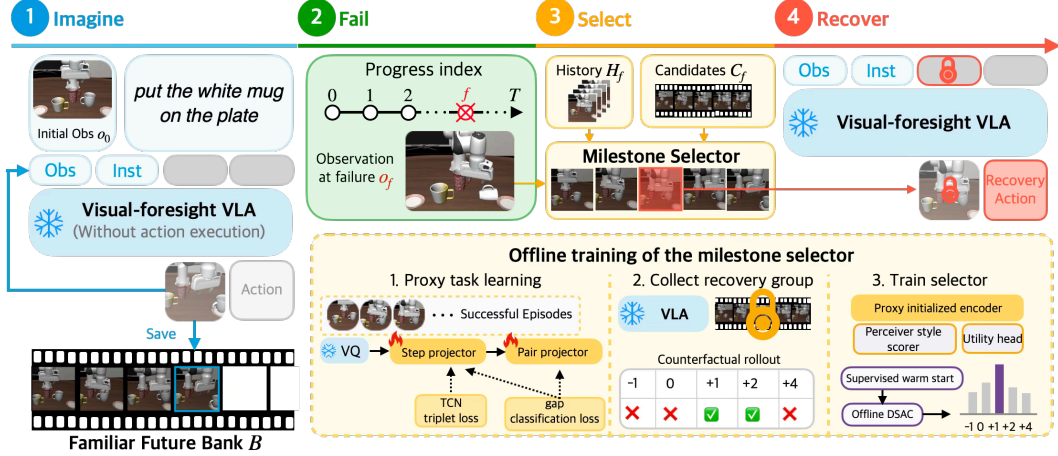 1 Imagine
2 Fail
3 Select
4 Recover
Initial Obs o₀
put the white mug
on the plate
Obs
Inst
Visual-foresight VLA
(Without action execution)
Action
Save
Familiar Future Bank B
Progress index
0
1
2
f
T
Observation
at failure o_f
History H_f
Candidates C_f
Milestone Selector
Obs
Inst
Visual-foresight VLA
Recovery
Action
Offline training of the milestone selector
1. Proxy task learning
Successful Episodes
VQ
Step projector
Pair projector
TCN
triplet loss
gap
classification loss
2. Collect recovery group
VLA
Counterfactual rollout
-1 0 +1 +2 +4
3. Train selector
Proxy initialized encoder
Perceiver style
scorer
Utility head
Supervised warm start
Offline DSAC
-1 0 +1 +2 +4